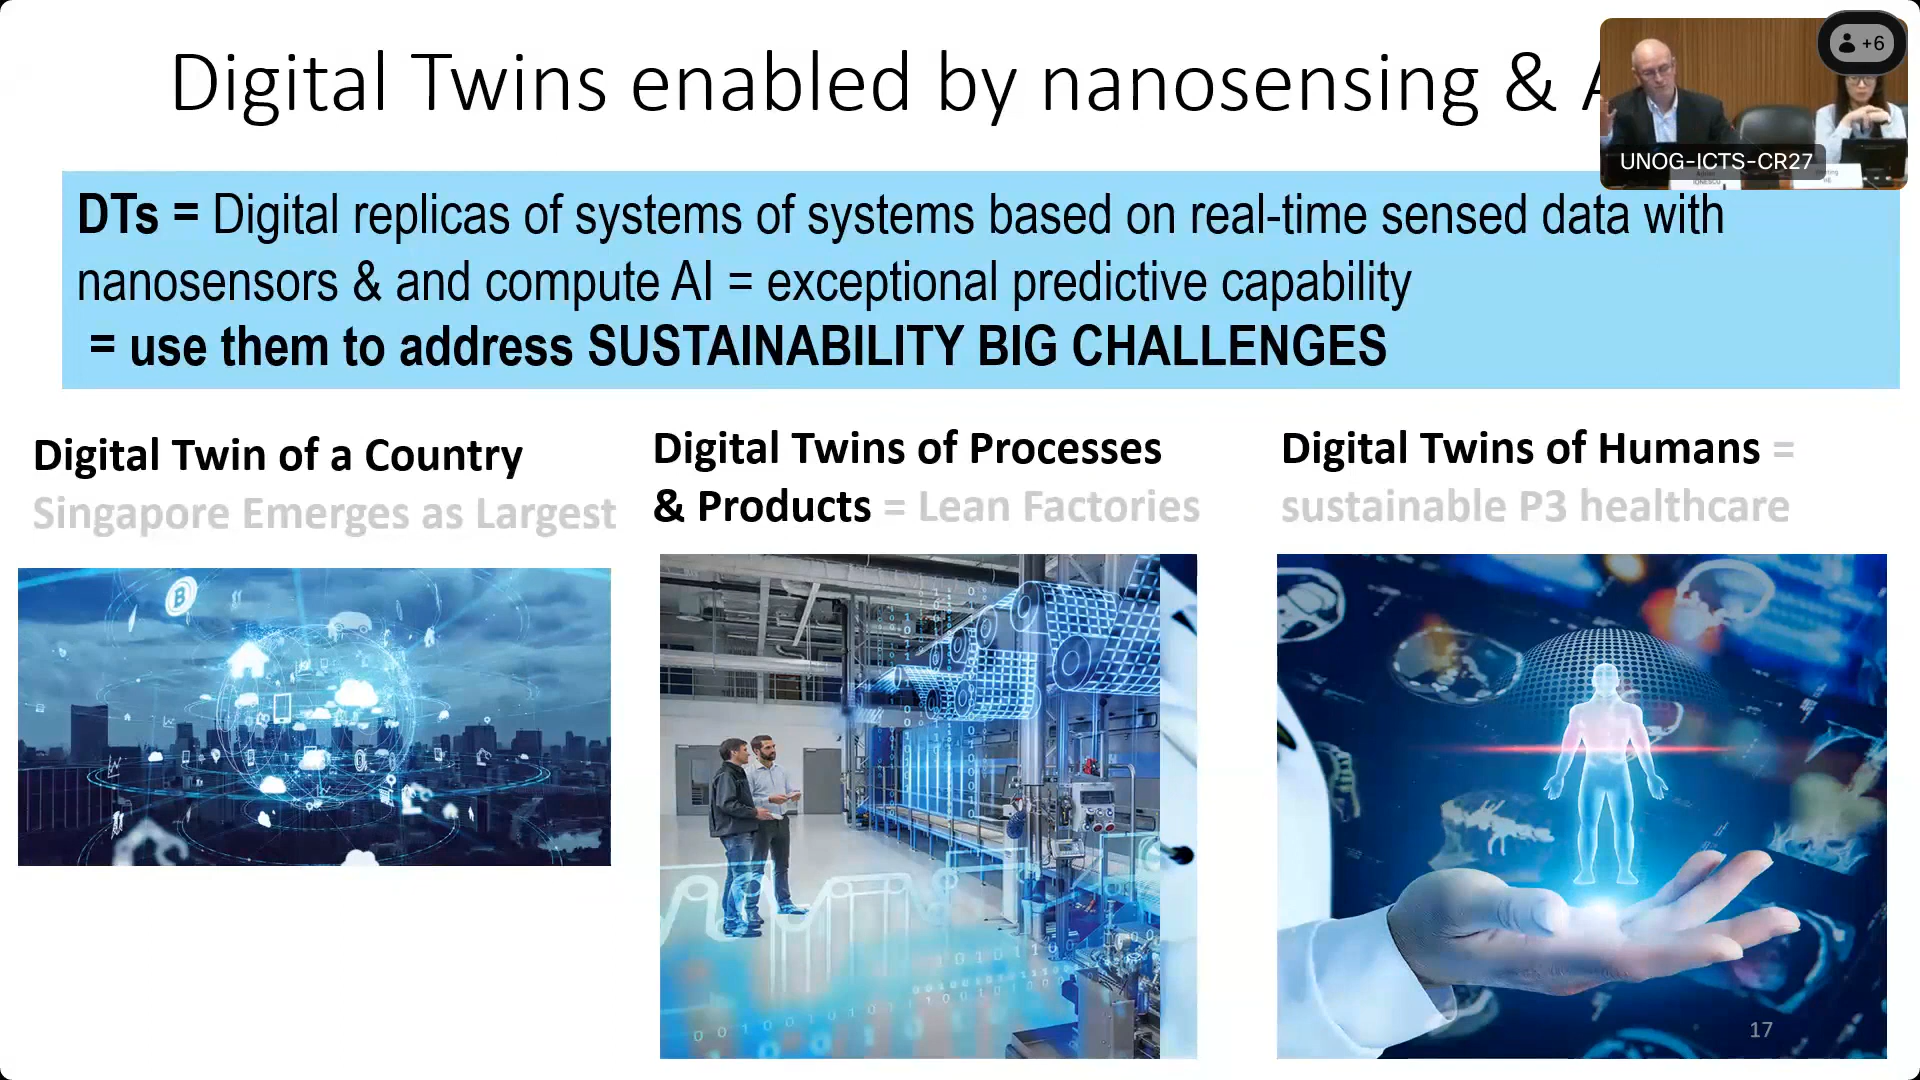 Digital Twins enabled by nanosensing &
+6
UNOG-ICTS-CR27
IONESCU
DTs = Digital replicas of systems of systems based on real-time sensed data with
nanosensors & and compute AI = exceptional predictive capability
= use them to address SUSTAINABILITY BIG CHALLENGES
Digital Twin of a Country
Singapore Emerges as Largest
Digital Twins of Processes
& Products = Lean Factories
Digital Twins of Humans =
sustainable P3 healthcare
17